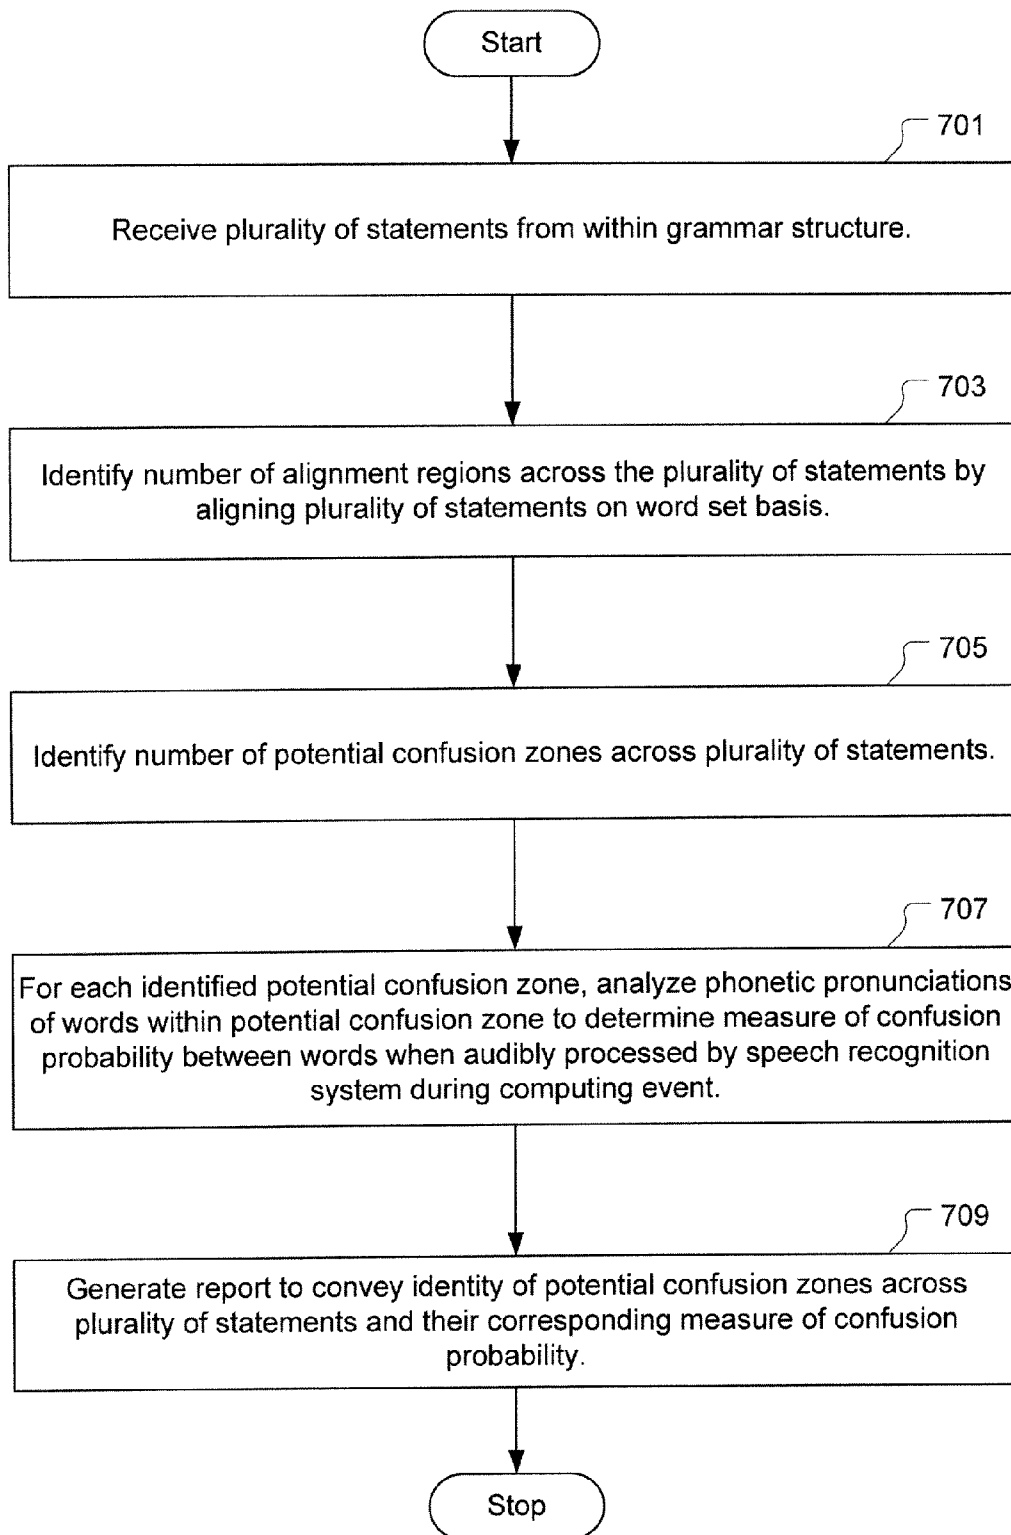 Start
701
Receive plurality of statements from within grammar structure.
703
Identify number of alignment regions across the plurality of statements by
aligning plurality of statements on word set basis.
705
Identify number of potential confusion zones across plurality of statements.
707
For each identified potential confusion zone, analyze phonetic pronunciations
of words within potential confusion zone to determine measure of confusion
probability between words when audibly processed by speech recognition
system during computing event.
709
Generate report to convey identity of potential confusion zones across
plurality of statements and their corresponding measure of confusion
probability.
Stop